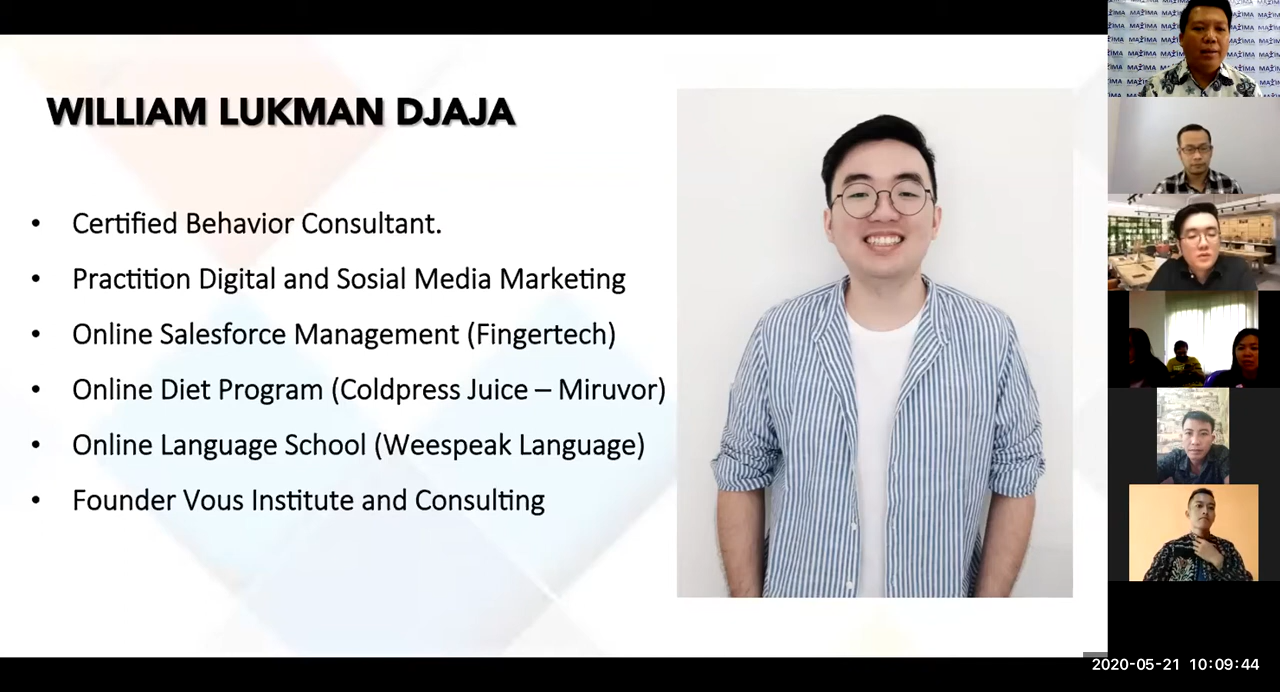 WILLIAM LUKMAN DJAJA
• Certified Behavior Consultant.
• Practition Digital and Sosial Media Marketing
• Online Salesforce Management (Fingertech)
• Online Diet Program (Coldpress Juice – Miruvor)
• Online Language School (Weespeak Language)
• Founder Vous Institute and Consulting
2020-05-21 10:09:44